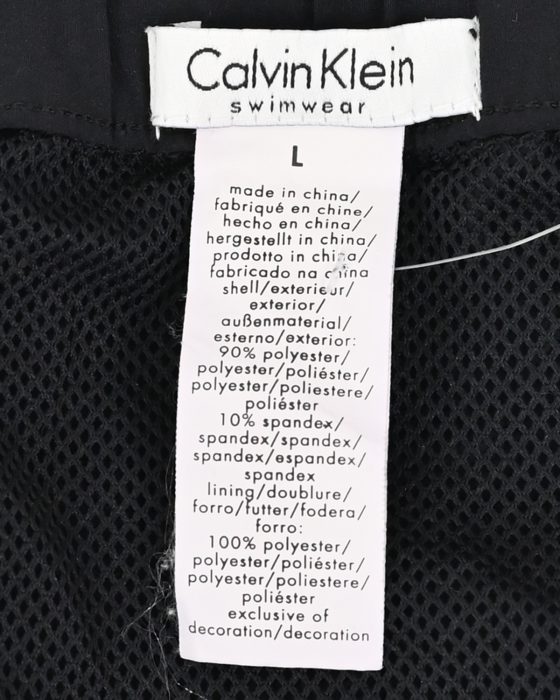 Calvin Klein
swimwear
L
made in china/
fabriqué en chine/
hecho en china/
hergestellt in china/
prodotto in china/
fabricado na china
shell/exterieur/
exterior/
außenmaterial/
esterno/exterior:
90% polyester/
polyester/poliéster/
polyester/poliestere/
poliéster
10% spandex/
spandex/spandex/
spandex/espandex/
spandex
lining/doublure/
forro/futter/fodera/
forro:
100% polyester/
polyester/poliéster/
polyester/poliestere/
poliéster
exclusive of
decoration/decoration